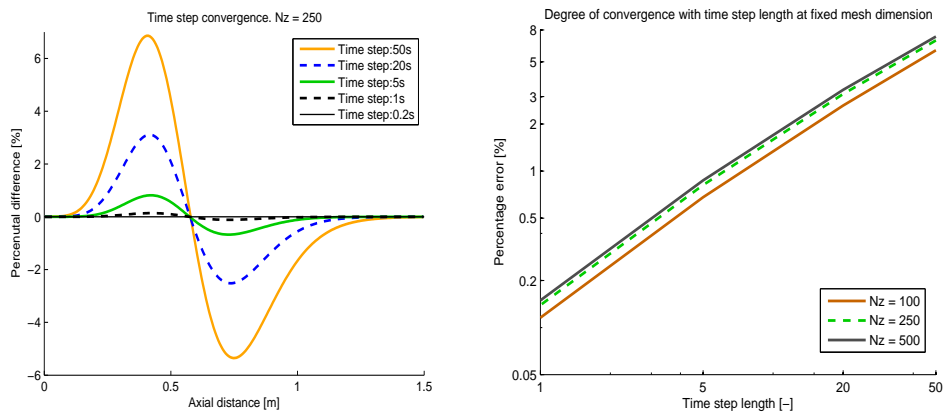 Time step convergence. Nz = 250
Percenutal difference [%]
6
4
2
0
−2
−4
−6
0
0.5
1
1.5
Axial distance [m]
Time step:50s
Time step:20s
Time step:5s
Time step:1s
Time step:0.2s
Degree of convergence with time step length at fixed mesh dimension
Percentage error [%]
8
5
3
2
1
0.5
0.2
0.05
1
5
20
50
Time step length [−]
Nz = 100
Nz = 250
Nz = 500